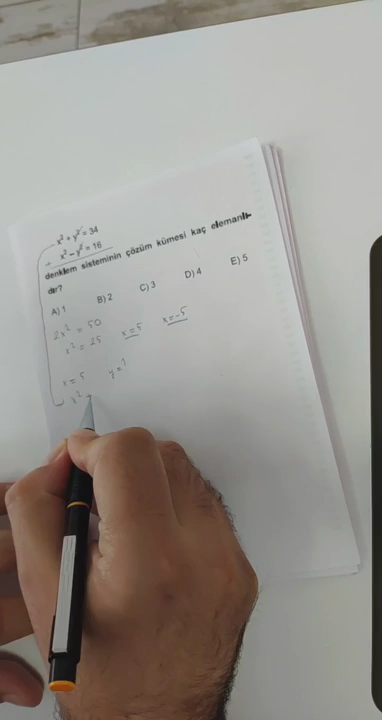 x² + y² = 34
+ x² - y² = 16
denklem sisteminin çözüm kümesi kaç elemanlı-
dır?
A) 1 B) 2 C) 3 D) 4 E) 5
2x² = 50
x² = 25 x = 5 x = -5
x = 5 y = ?
x²